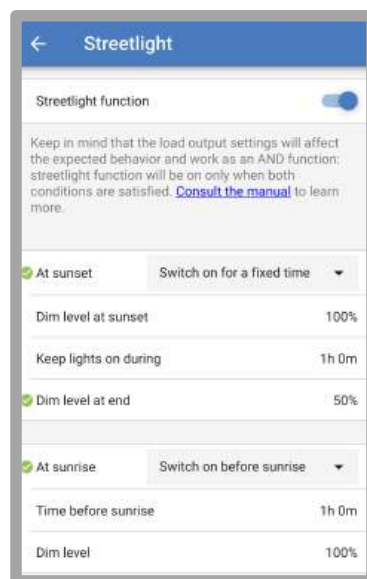 Streetlight
Streetlight function
Keep in mind that the load output settings will affect
the expected behavior and work as an AND function:
streetlight function will be on only when both
conditions are satisfied. Consult the manual to learn
more.
At sunset Switch on for a fixed time
Dim level at sunset 100%
Keep lights on during 1h 0m
Dim level at end 50%
At sunrise Switch on before sunrise
Time before sunrise 1h 0m
Dim level 100%